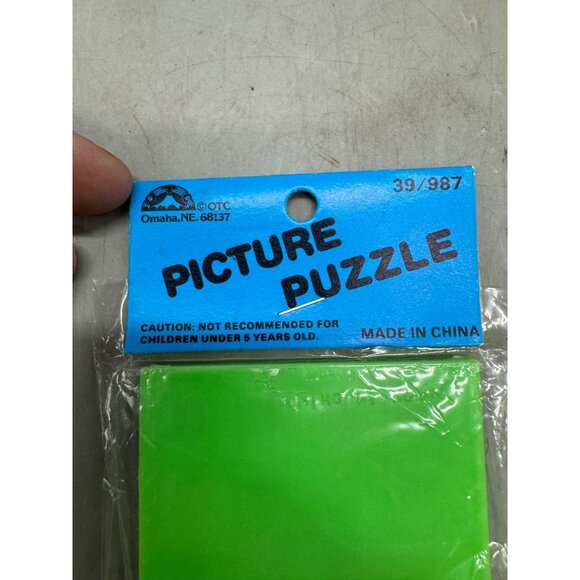 39/987
© OTC
Omaha, NE. 68137
PICTURE
PUZZLE
CAUTION: NOT RECOMMENDED FOR
CHILDREN UNDER 5 YEARS OLD.
MADE IN CHINA